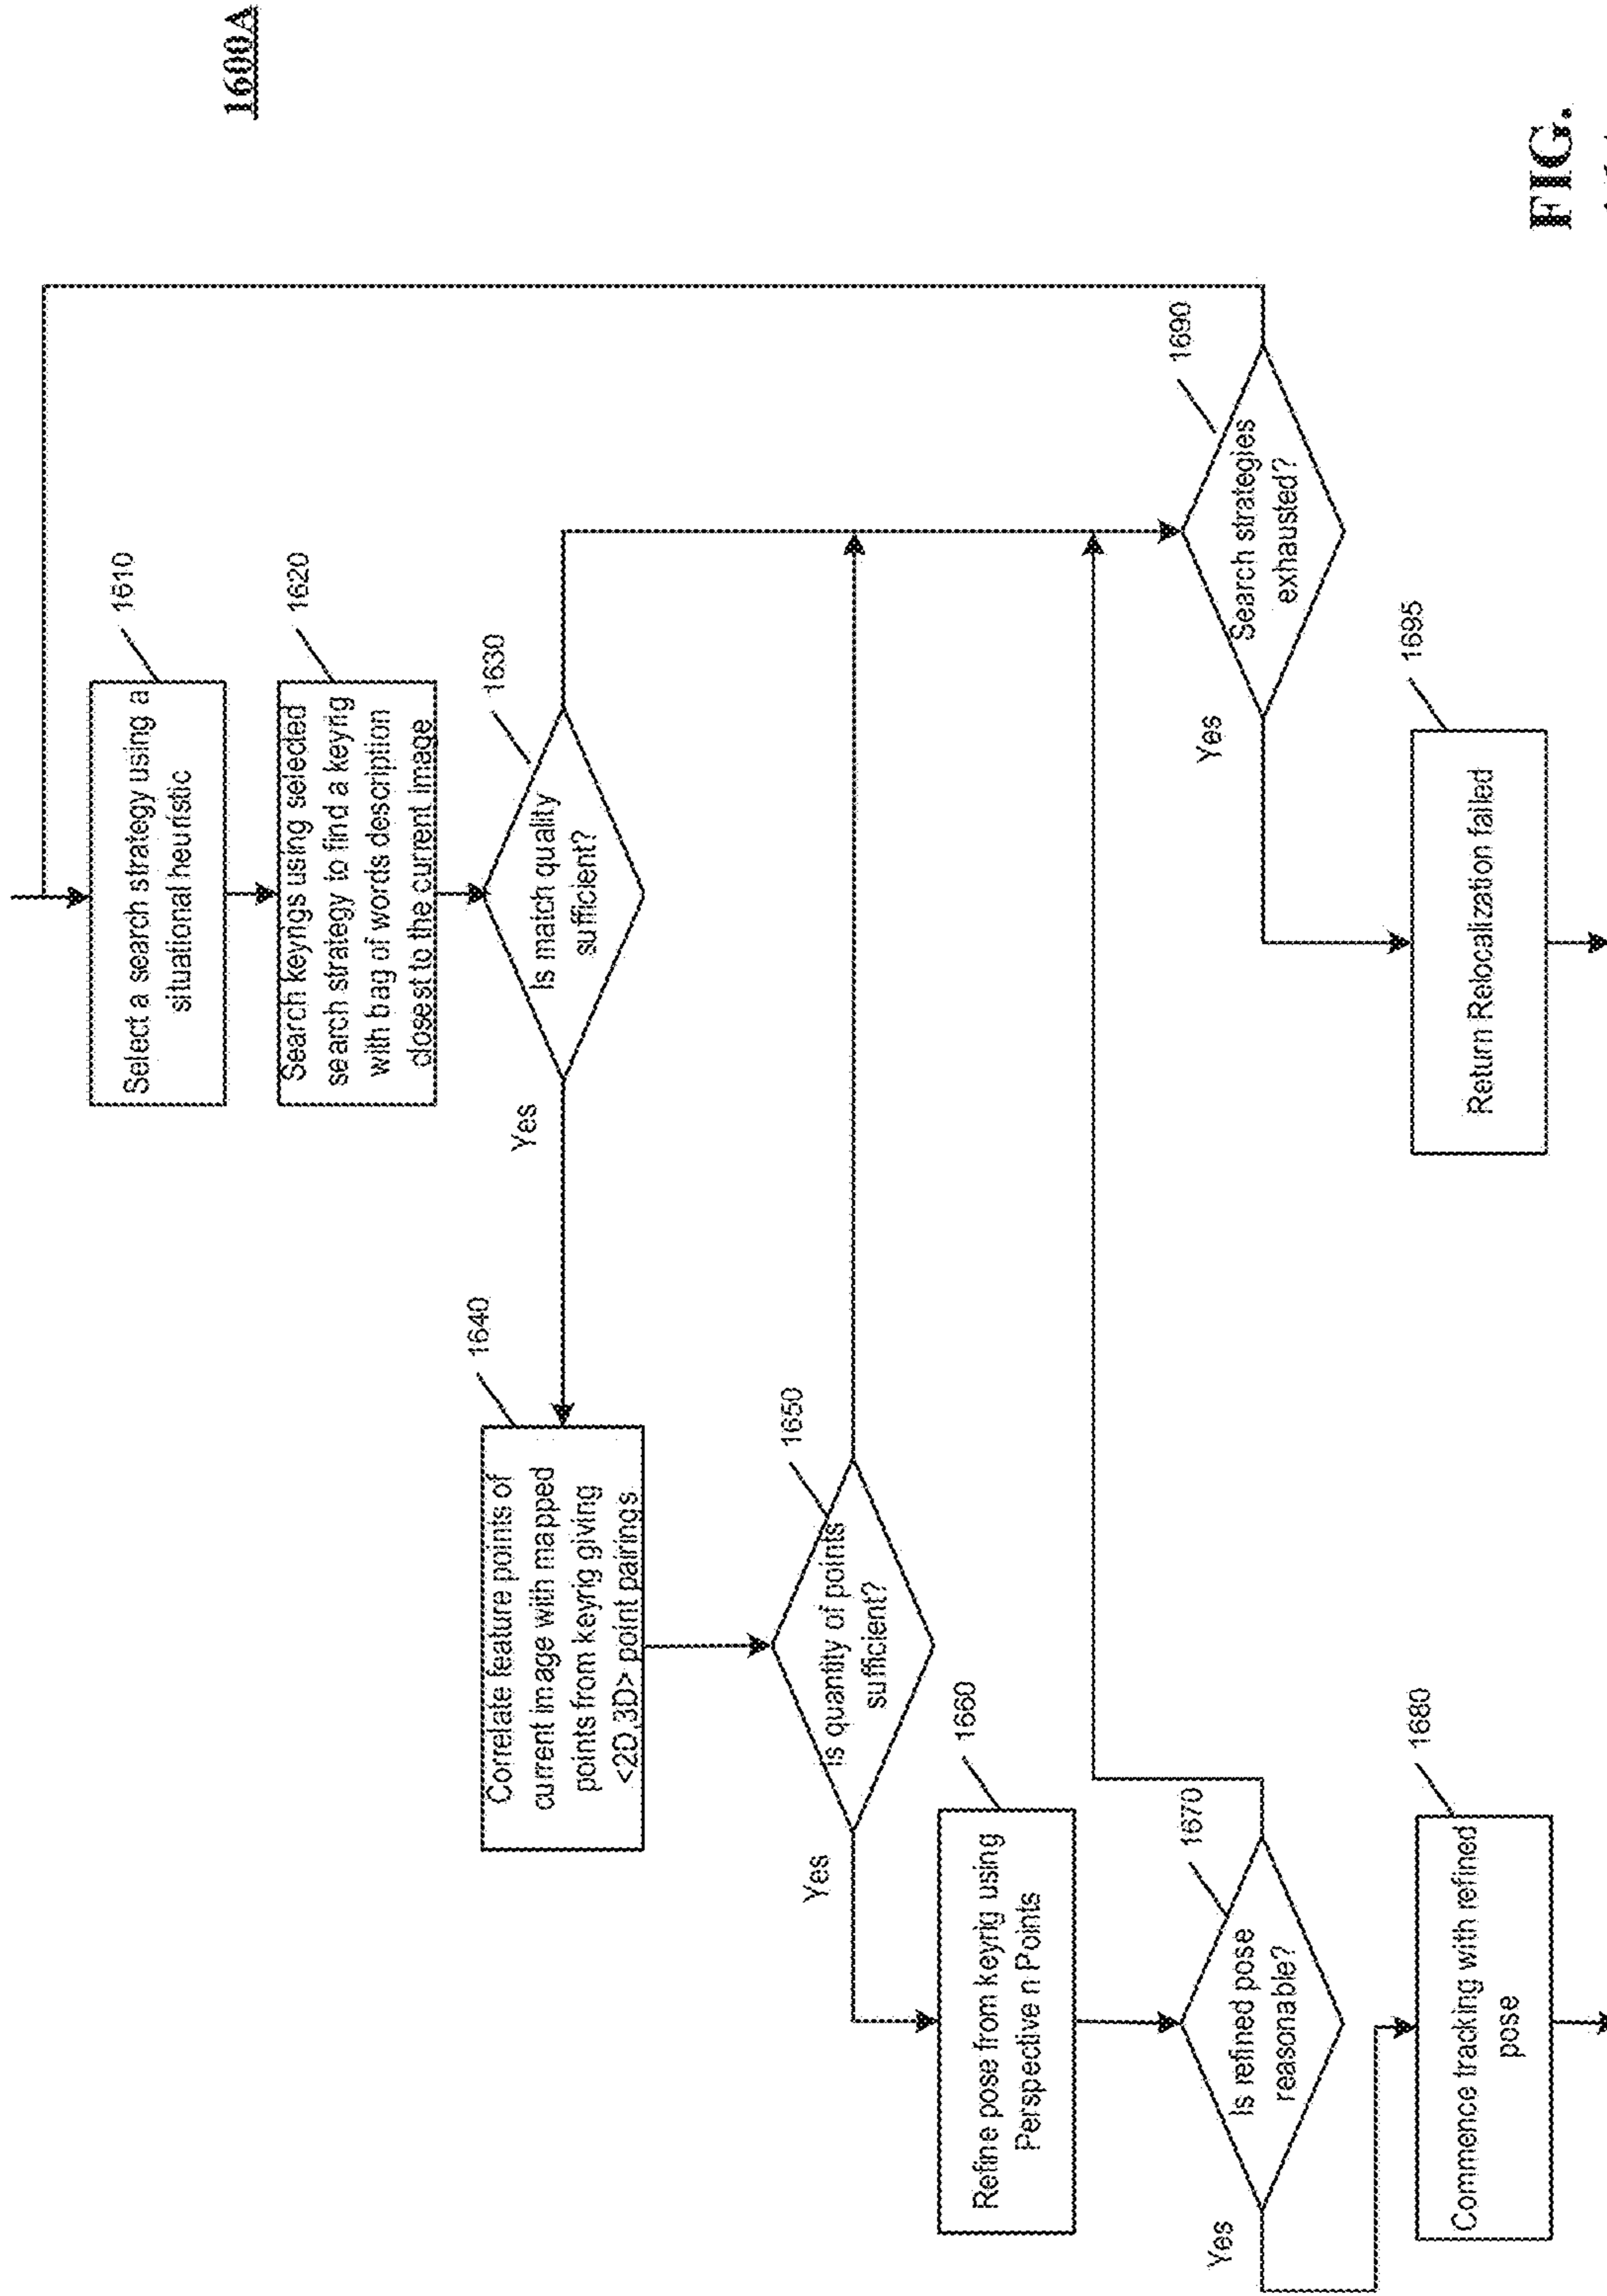 1600A
1610
Select a search strategy using a
situational heuristic
1620
Search keyrigs using selected
search strategy to find a keyrig
with bag of words description
closest to the current image
1630
Is match quality
sufficient?
Yes
1640
Correlate feature points of
current image with mapped
points from keyrig giving
<2D,3D> point pairings
1650
Is quantity of points
sufficient?
Yes
1660
Refine pose from keyrig using
Perspective n Points
1670
Is refined pose
reasonable?
Yes
1680
Commence tracking with refined
pose
1690
Search strategies
exhausted?
Yes
1695
Return Relocalization failed
FIG.